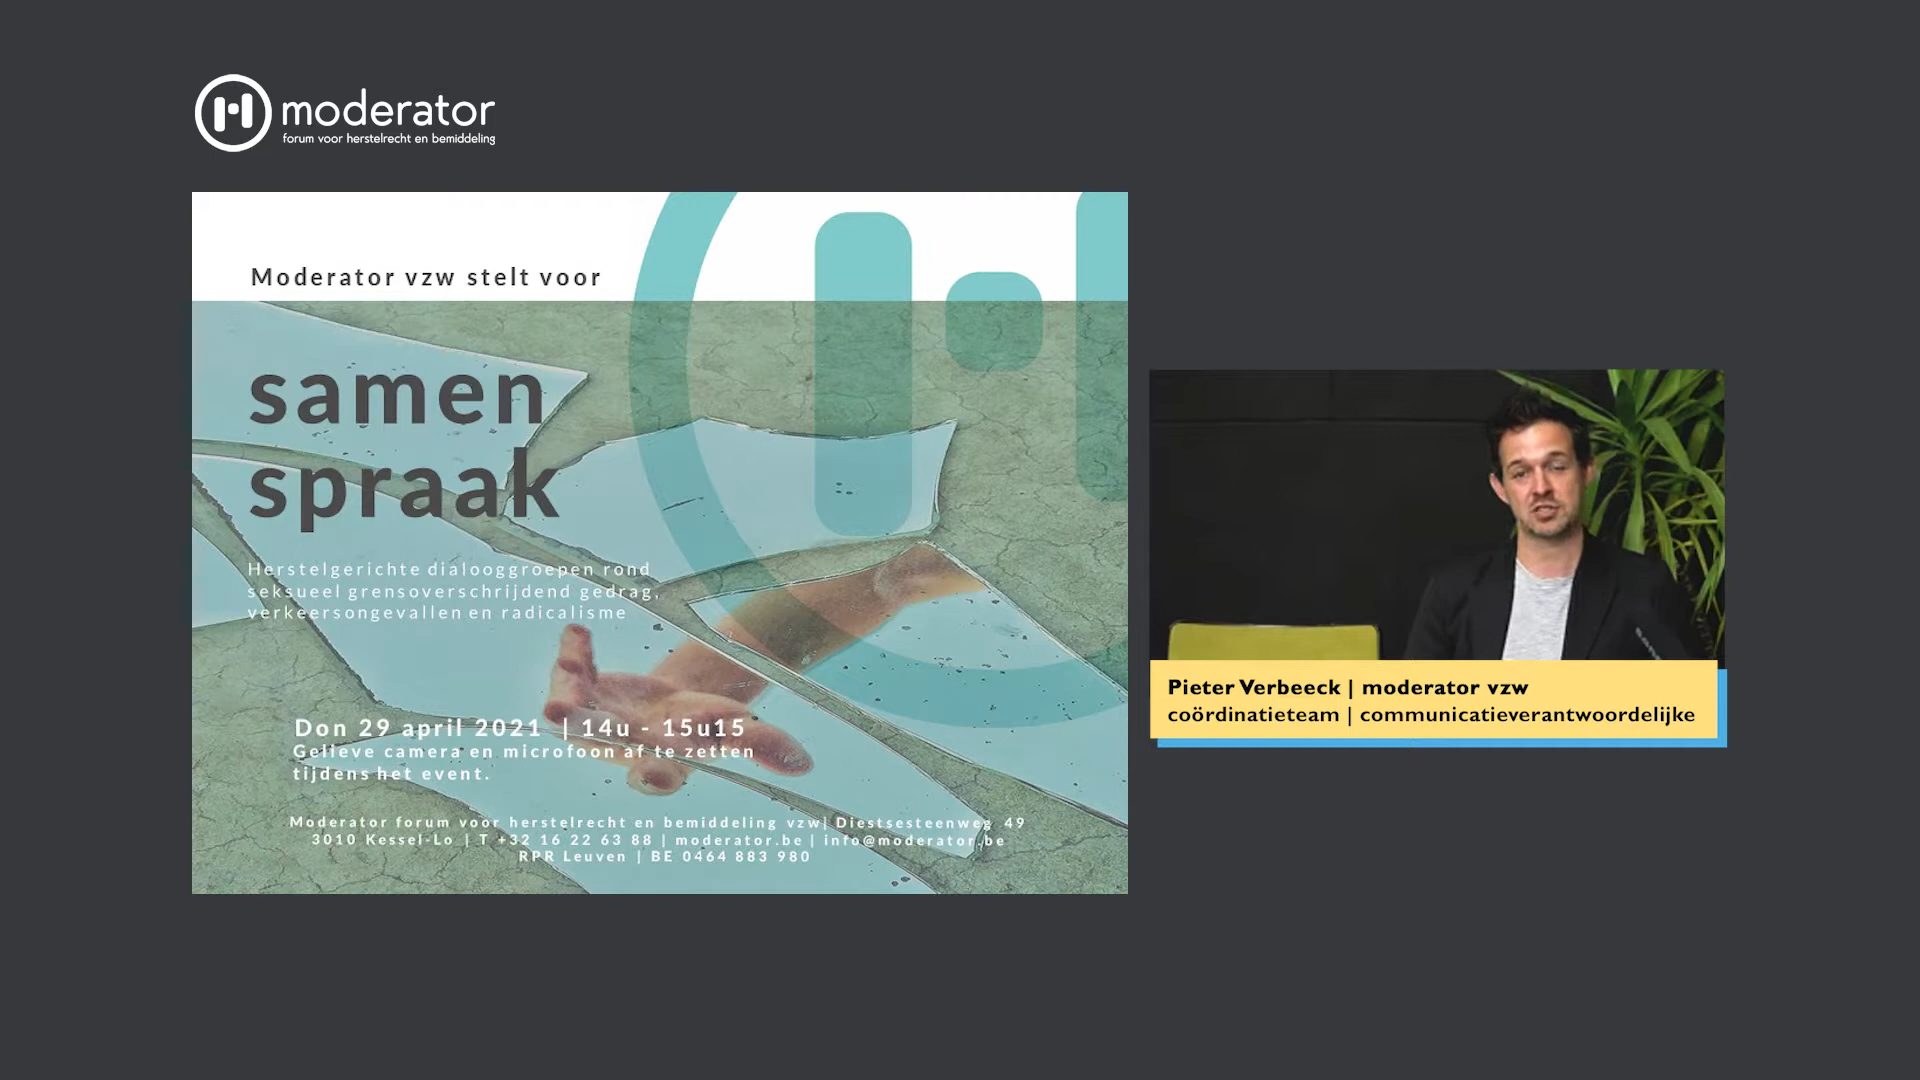 moderator
forum voor herstelrecht en bemiddeling
Moderator vzw stelt voor
samen
spraak
Herstelgerichte dialooggroepen rond
seksueel grensoverschrijdend gedrag,
verkeersongevallen en radicalisme
Don 29 april 2021 | 14u - 15u15
Gelieve camera en microfoon af te zetten
tijdens het event.
Moderator forum voor herstelrecht en bemiddeling vzw| Diestsesteenweg 49
3010 Kessel-Lo | T +32 16 22 63 88 | moderator.be | info@moderator.be
RPR Leuven | BE 0464 883 980
Pieter Verbeeck | moderator vzw
coördinatieteam | communicatieverantwoordelijke